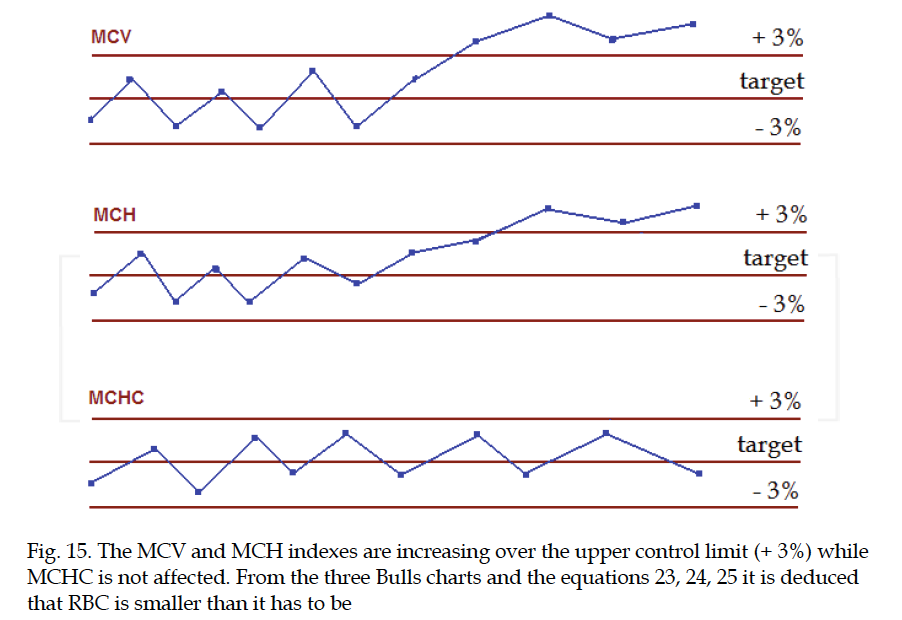 MCV
+ 3%
target
- 3%
MCH
+ 3%
target
- 3%
MCHC
+ 3%
target
- 3%
Fig. 15. The MCV and MCH indexes are increasing over the upper control limit (+ 3%) while
MCHC is not affected. From the three Bulls charts and the equations 23, 24, 25 it is deduced
that RBC is smaller than it has to be